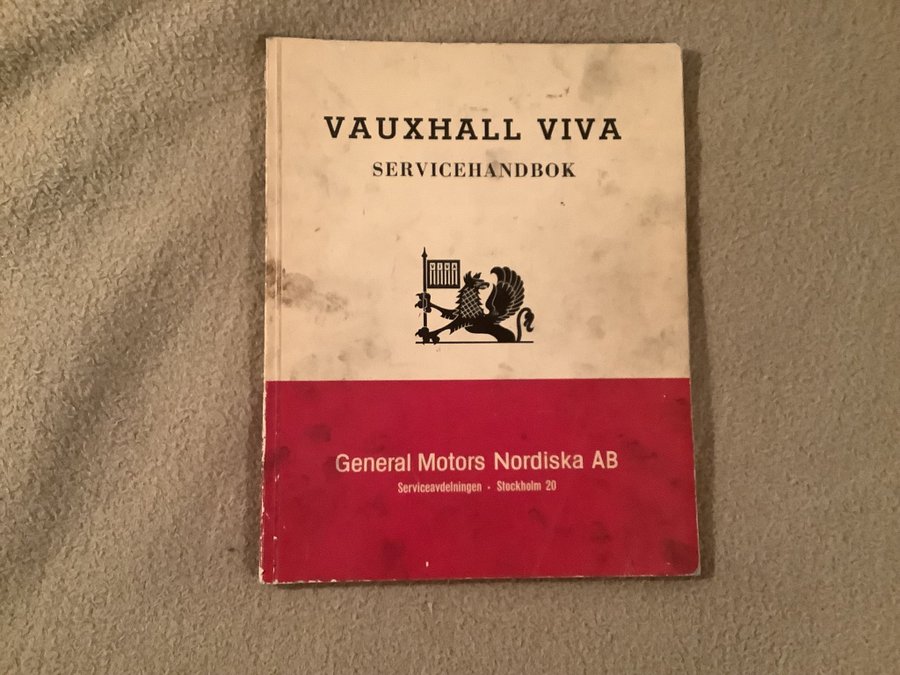 VAUXHALL VIVA
SERVICEHANDBOK
General Motors Nordiska AB
Serviceavdelningen • Stockholm 20